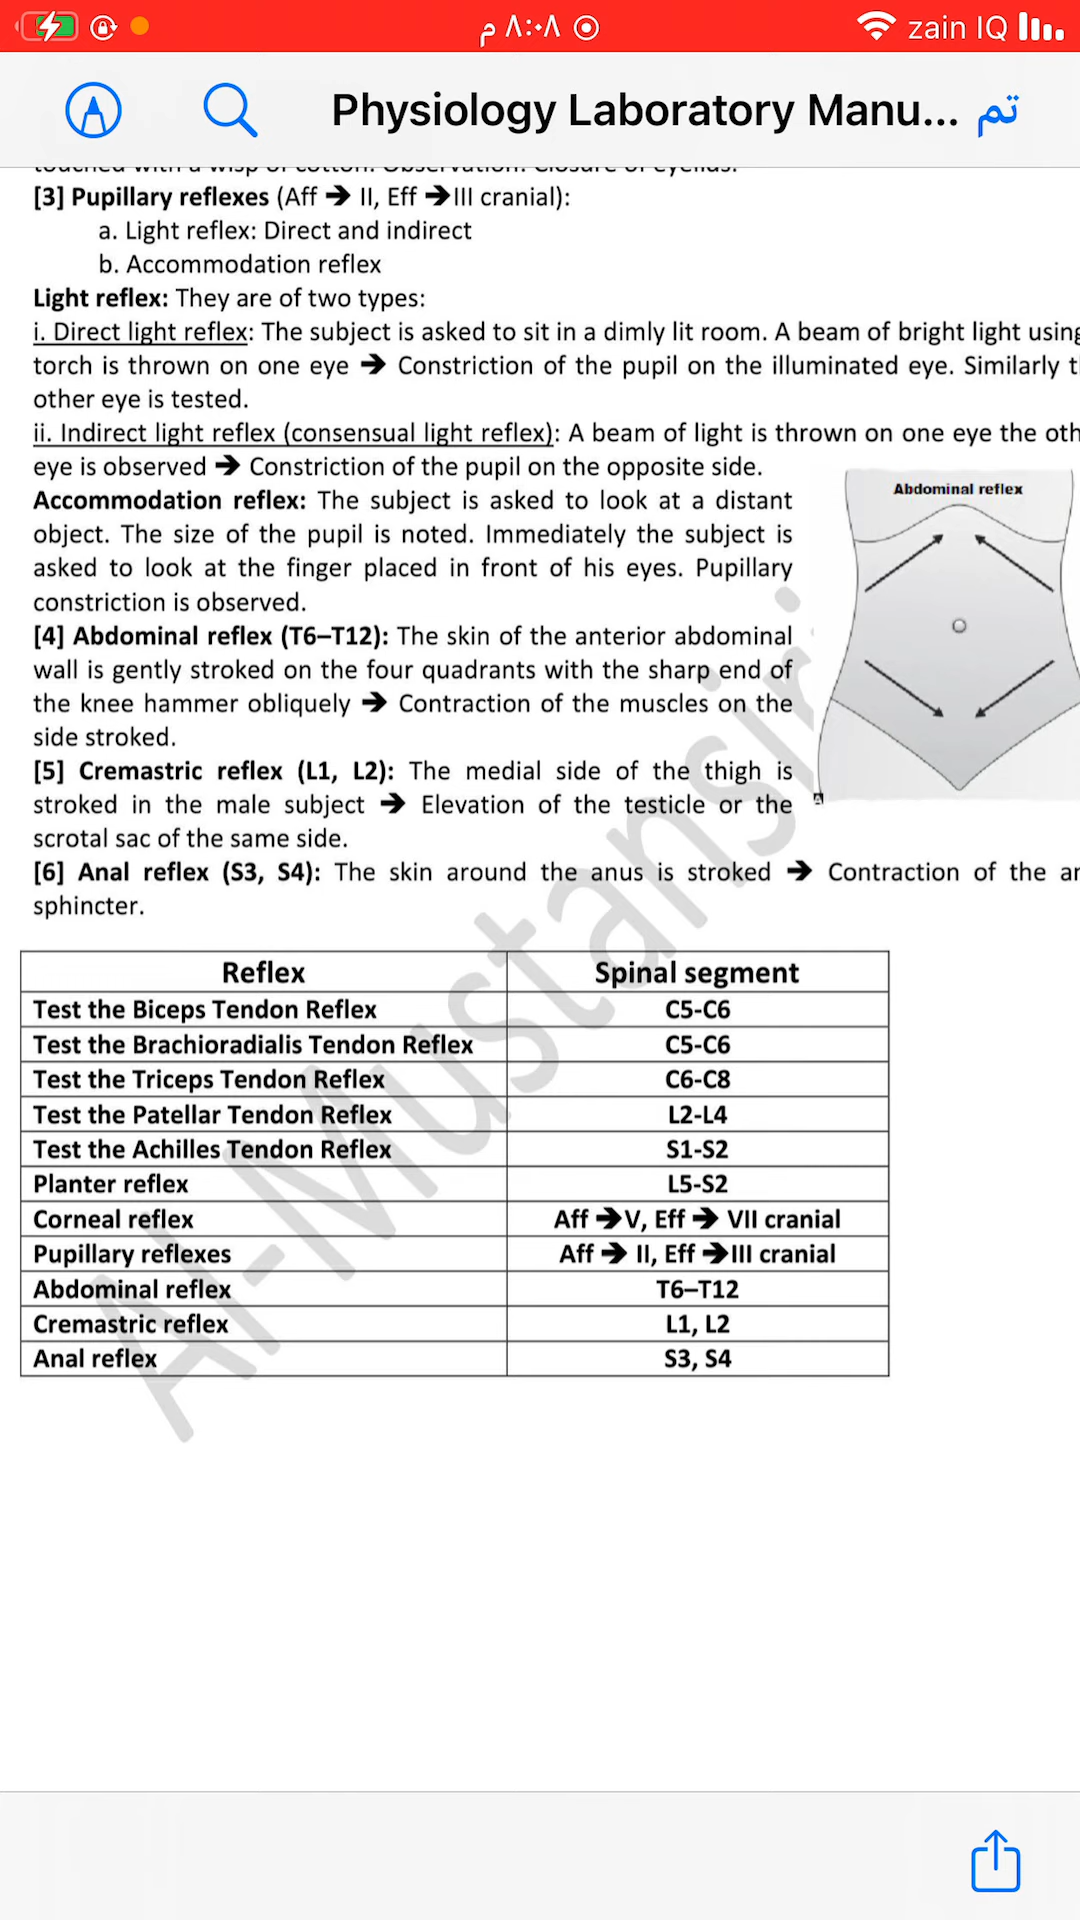 م ٨:٠٨
zain IQ
Physiology Laboratory Manu...
تم
touched with a wisp of cotton. Observation: Closure of eyelids.
[3] Pupillary reflexes (Aff ➔ II, Eff ➔III cranial):
a. Light reflex: Direct and indirect
b. Accommodation reflex
Light reflex: They are of two types:
i. Direct light reflex: The subject is asked to sit in a dimly lit room. A beam of bright light using
torch is thrown on one eye ➔ Constriction of the pupil on the illuminated eye. Similarly t
other eye is tested.
ii. Indirect light reflex (consensual light reflex): A beam of light is thrown on one eye the oth
eye is observed ➔ Constriction of the pupil on the opposite side.
Accommodation reflex: The subject is asked to look at a distant
object. The size of the pupil is noted. Immediately the subject is
asked to look at the finger placed in front of his eyes. Pupillary
constriction is observed.
[4] Abdominal reflex (T6–T12): The skin of the anterior abdominal
wall is gently stroked on the four quadrants with the sharp end of
the knee hammer obliquely ➔ Contraction of the muscles on the
side stroked.
Abdominal reflex
[5] Cremastric reflex (L1, L2): The medial side of the thigh is
stroked in the male subject ➔ Elevation of the testicle or the
scrotal sac of the same side.
A
[6] Anal reflex (S3, S4): The skin around the anus is stroked ➔ Contraction of the an
sphincter.
Reflex Spinal segment
Test the Biceps Tendon Reflex C5-C6
Test the Brachioradialis Tendon Reflex C5-C6
Test the Triceps Tendon Reflex C6-C8
Test the Patellar Tendon Reflex L2-L4
Test the Achilles Tendon Reflex S1-S2
Planter reflex L5-S2
Corneal reflex Aff ➔V, Eff ➔ VII cranial
Pupillary reflexes Aff ➔ II, Eff ➔III cranial
Abdominal reflex T6–T12
Cremastric reflex L1, L2
Anal reflex S3, S4
Al-Mustansir